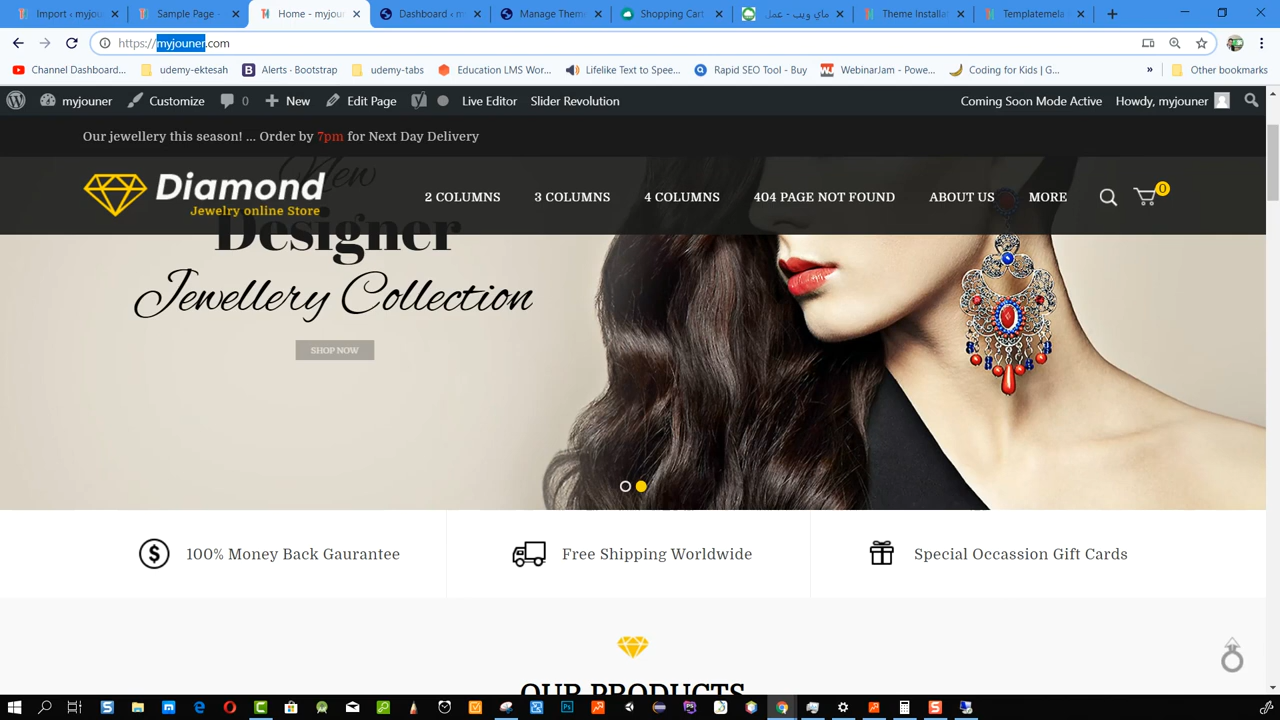 Import ‹ myjou
Sample Page -
Home - myjour
Dashboard ‹ m
Manage Them
Shopping Cart
ماي ويب - عمل
Theme Installa
Templatemela
https://myjouner.com
Channel Dashboard...
udemy-ektesah
Alerts · Bootstrap
udemy-tabs
Education LMS Wor...
Lifelike Text to Spee...
Rapid SEO Tool - Buy
WebinarJam - Powe...
Coding for Kids | G...
»
Other bookmarks
myjouner
Customize
0
New
Edit Page
Live Editor
Slider Revolution
Coming Soon Mode Active
Howdy, myjouner
Our jewellery this season! ... Order by 7pm for Next Day Delivery
Diamond
Jewelry online Store
2 COLUMNS
3 COLUMNS
4 COLUMNS
404 PAGE NOT FOUND
ABOUT US
MORE
0
New
Designer
Jewellery Collection
SHOP NOW
100% Money Back Gaurantee
Free Shipping Worldwide
Special Occassion Gift Cards
OUR PRODUCTS